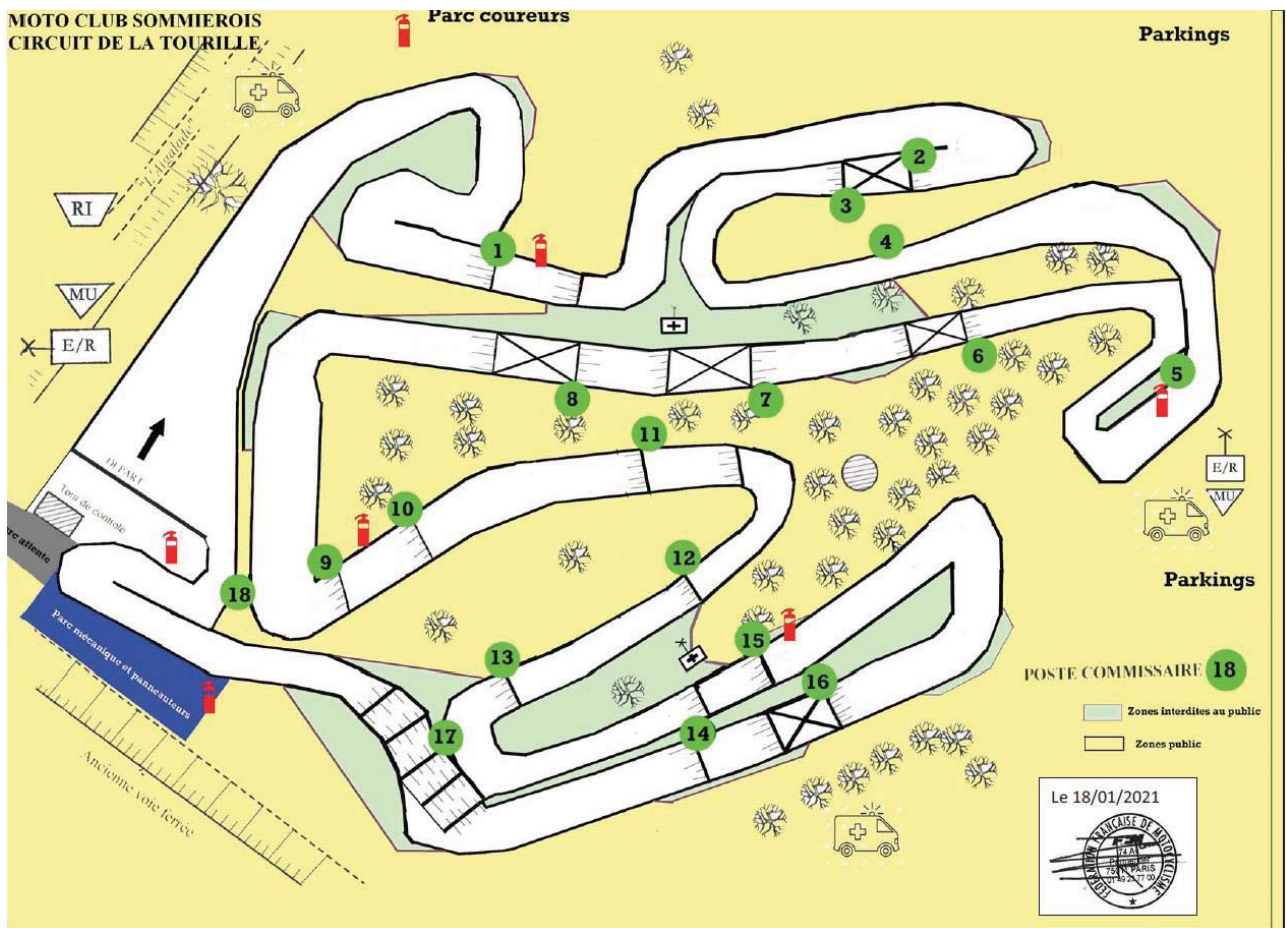 MOTO CLUB SOMMIEROIS
CIRCUIT DE LA TOURILLE
Parc coureurs
Parkings
"Aygalade"
RI
MU
E/R
1
2
3
4
5
6
7
8
9
10
11
12
13
14
15
16
17
18
DEPART
Tour de contrôle
Parc mécanique et panneauteurs
Ancienne voie ferrée
E/R
MU
Parkings
POSTE COMMISSAIRE 18
Zones interdites au public
Zones public
Le 18/01/2021
FEDERATION FRANÇAISE DE MOTOCYCLISME
PARIS